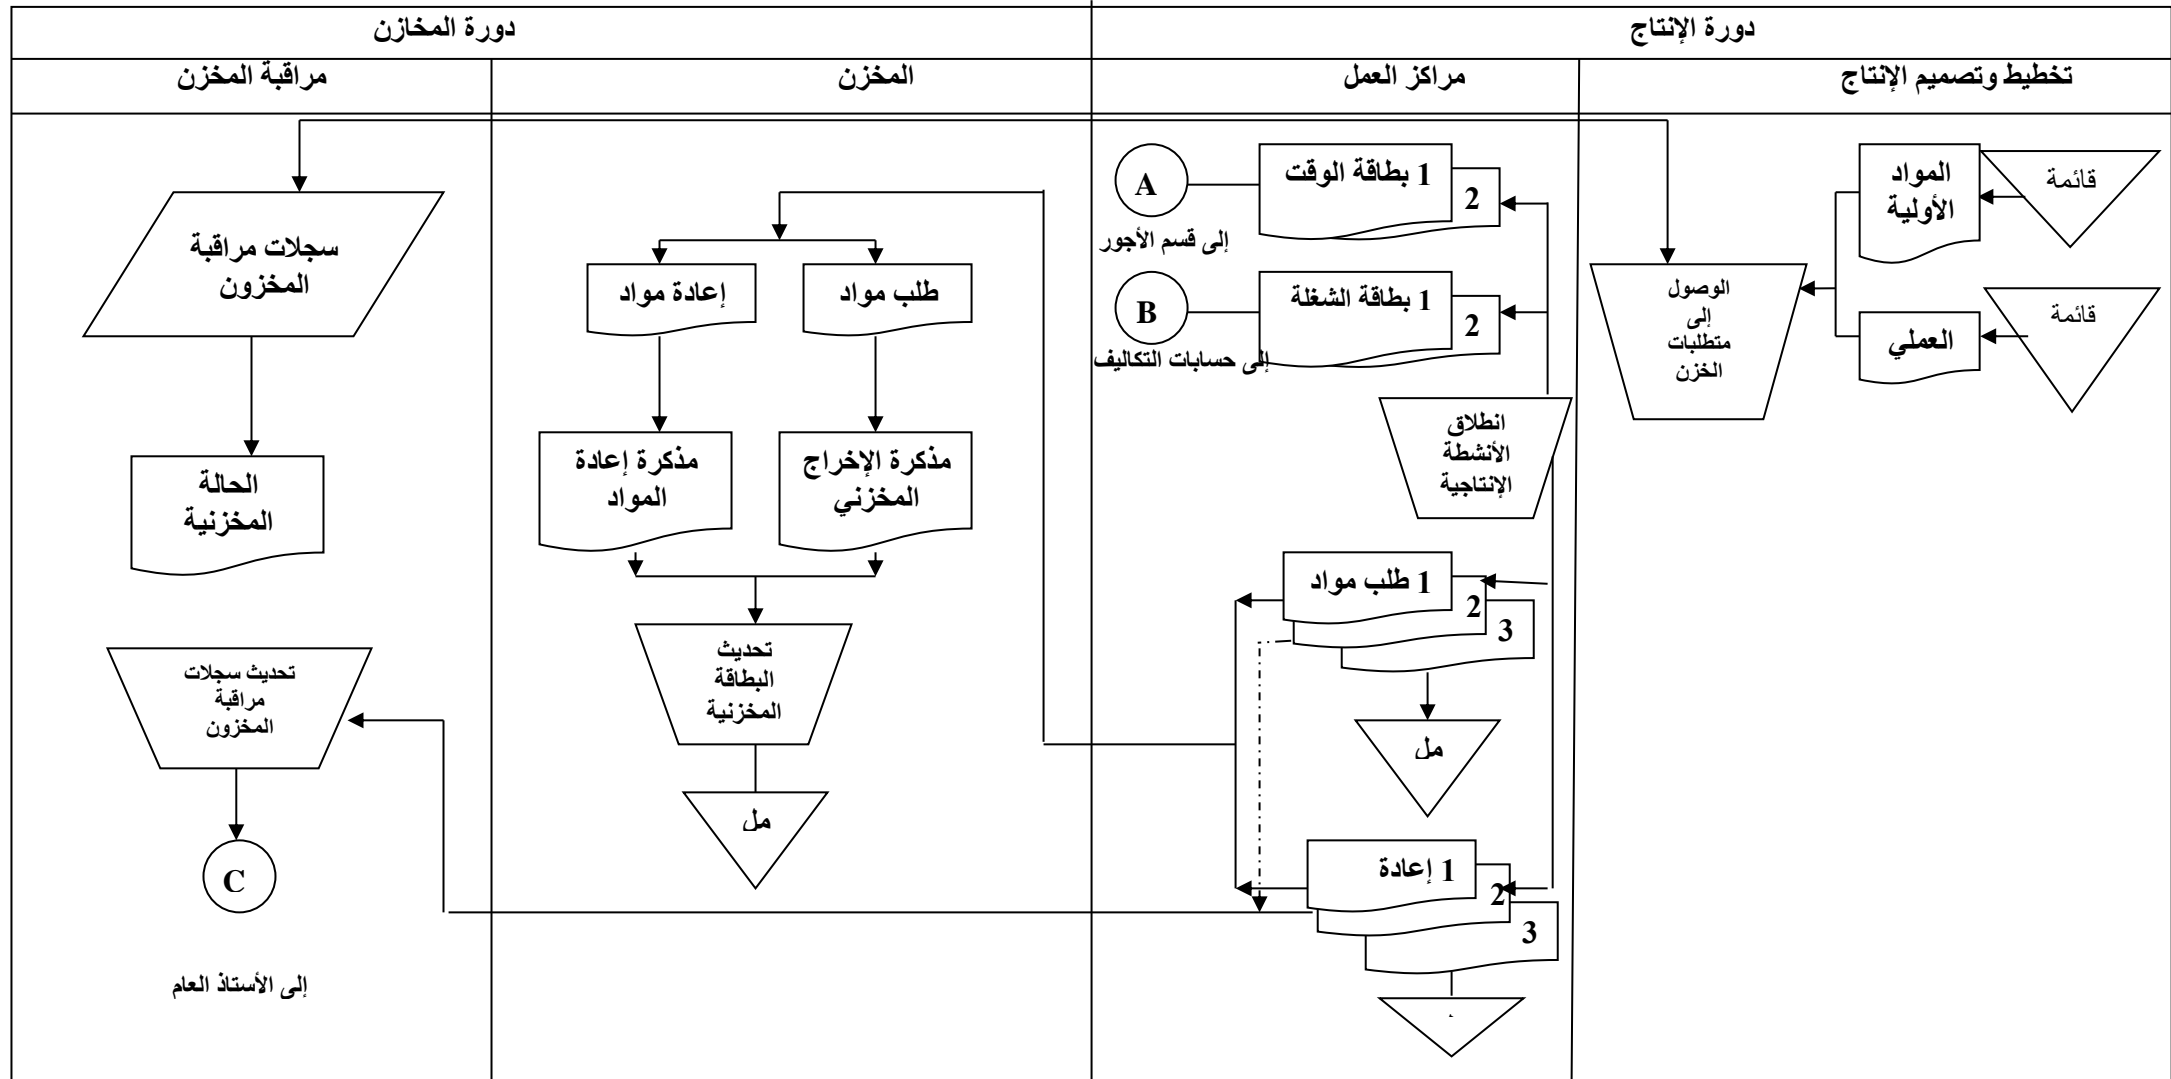 دورة الإنتاج
دورة المخازن
تخطيط وتصميم الإنتاج
مراكز العمل
المخزن
مراقبة المخزن
قائمة
المواد
الأولية
قائمة
العملي
الوصول
إلى
متطلبات
الخزن
A
1 بطاقة الوقت
2
إلى قسم الأجور
B
1 بطاقة الشغلة
2
إلى حسابات التكاليف
انطلاق
الأنشطة
الإنتاجية
1 طلب مواد
2
3
مل
1 إعادة
2
3
طلب مواد
إعادة مواد
مذكرة الإخراج
المخزني
مذكرة إعادة
المواد
تحديث
البطاقة
المخزنية
مل
سجلات مراقبة
المخزون
الحالة
المخزنية
تحديث سجلات
مراقبة
المخزون
C
إلى الأستاذ العام